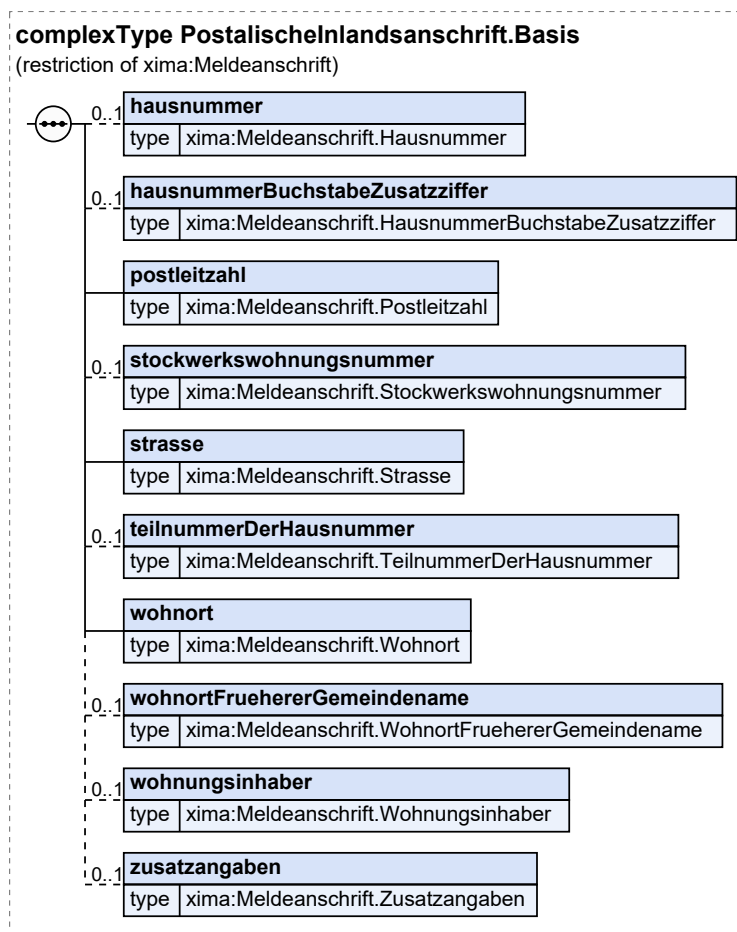 complexType PostalischeInlandsanschrift.Basis
(restriction of xima:Meldeanschrift)
0..1 hausnummer
type xima:Meldeanschrift.Hausnummer
0..1 hausnummerBuchstabeZusatzziffer
type xima:Meldeanschrift.HausnummerBuchstabeZusatzziffer
postleitzahl
type xima:Meldeanschrift.Postleitzahl
0..1 stockwerkswohnungsnummer
type xima:Meldeanschrift.Stockwerkswohnungsnummer
strasse
type xima:Meldeanschrift.Strasse
0..1 teilnummerDerHausnummer
type xima:Meldeanschrift.TeilnummerDerHausnummer
wohnort
type xima:Meldeanschrift.Wohnort
0..1 wohnortFruehererGemeindename
type xima:Meldeanschrift.WohnortFruehererGemeindename
0..1 wohnungsinhaber
type xima:Meldeanschrift.Wohnungsinhaber
0..1 zusatzangaben
type xima:Meldeanschrift.Zusatzangaben